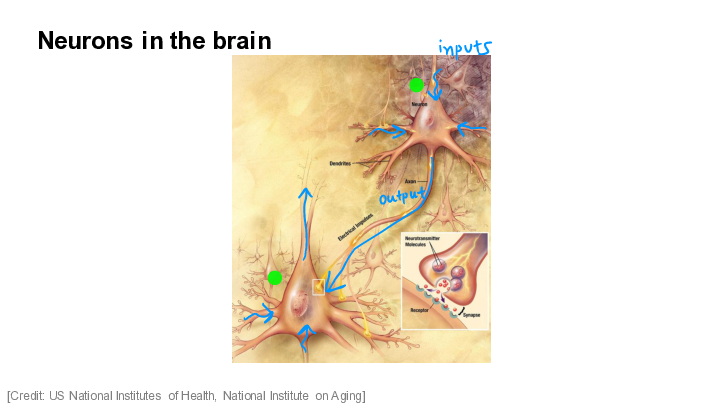 Neurons in the brain
inputs
Neuron
Dendrites
Axon
output
Electrical Impulses
Neurotransmitter
Molecules
Receptor
Synapse
[Credit: US National Institutes of Health, National Institute on Aging]